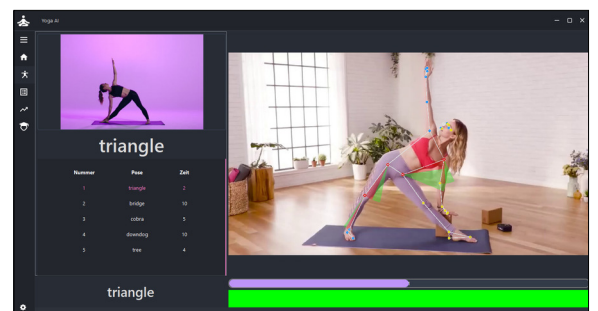 Yoga AI
triangle
Nummer Pose Zeit
1 triangle 2
2 bridge 10
3 cobra 5
4 downdog 10
5 tree 4
triangle